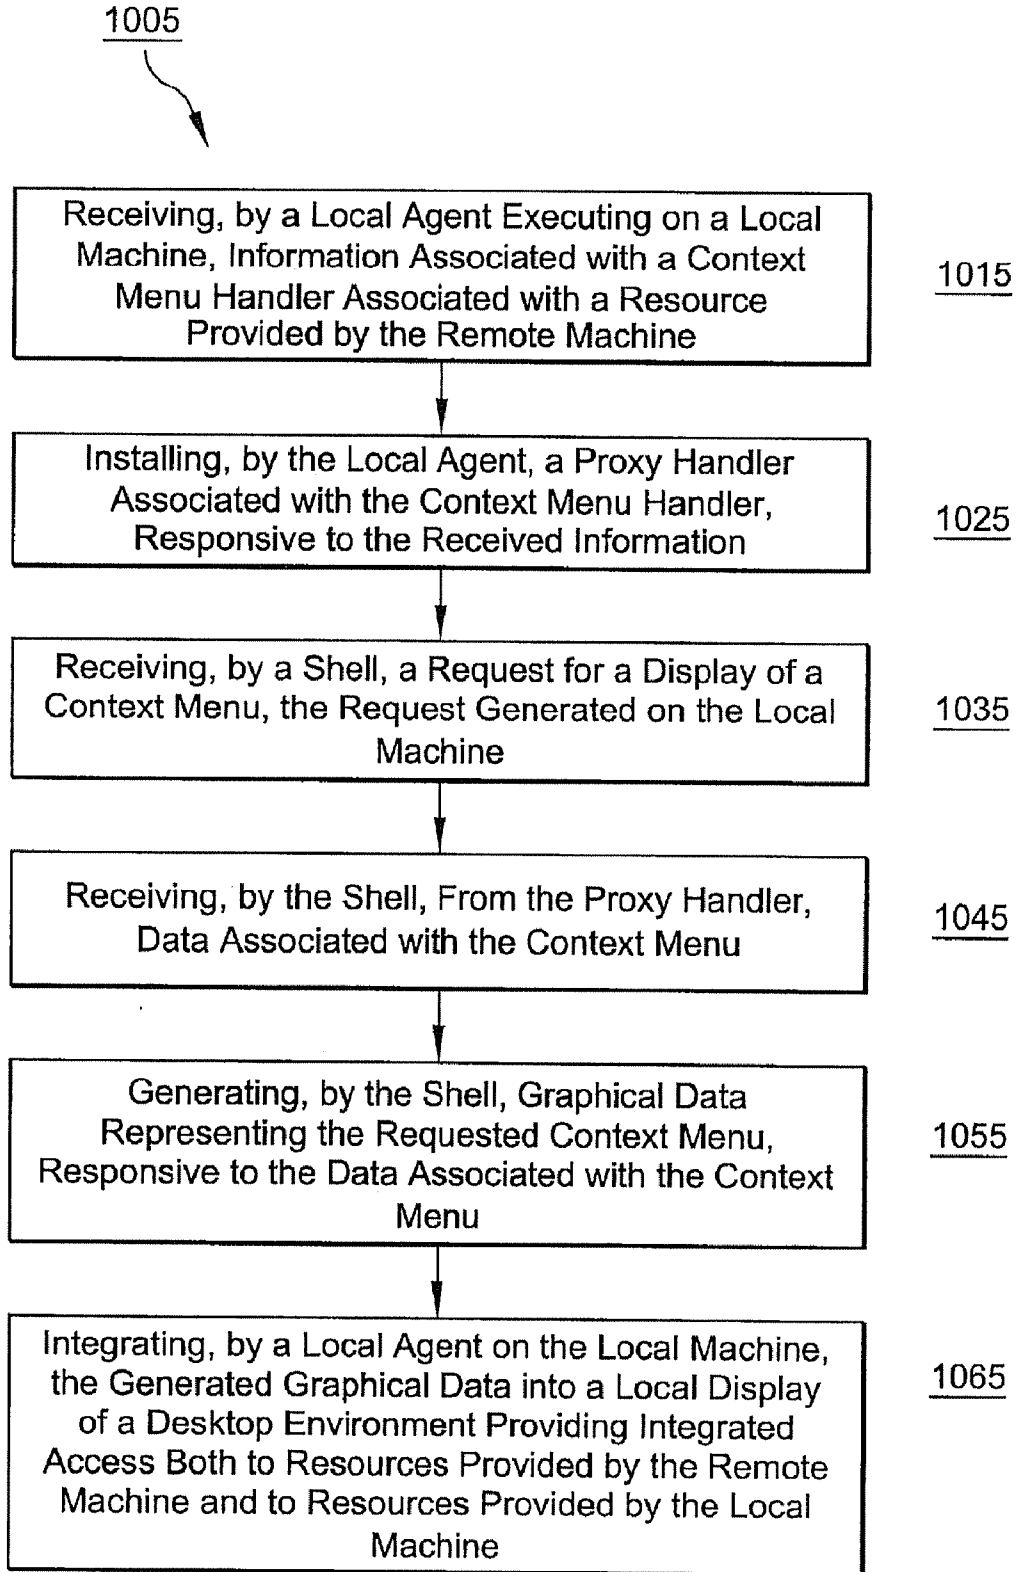 1005
Receiving, by a Local Agent Executing on a Local
Machine, Information Associated with a Context
Menu Handler Associated with a Resource
Provided by the Remote Machine
1015
Installing, by the Local Agent, a Proxy Handler
Associated with the Context Menu Handler,
Responsive to the Received Information
1025
Receiving, by a Shell, a Request for a Display of a
Context Menu, the Request Generated on the Local
Machine
1035
Receiving, by the Shell, From the Proxy Handler,
Data Associated with the Context Menu
1045
Generating, by the Shell, Graphical Data
Representing the Requested Context Menu,
Responsive to the Data Associated with the Context
Menu
1055
Integrating, by a Local Agent on the Local Machine,
the Generated Graphical Data into a Local Display
of a Desktop Environment Providing Integrated
Access Both to Resources Provided by the Remote
Machine and to Resources Provided by the Local
Machine
1065